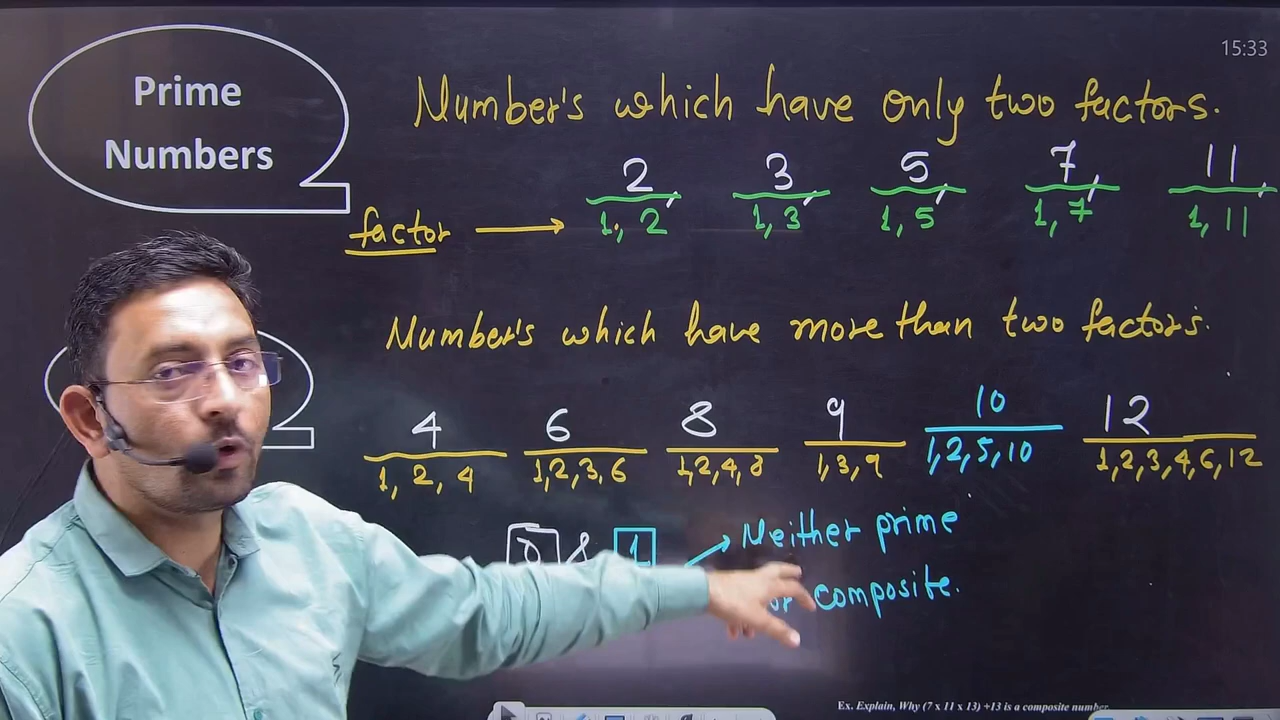 15:33
Prime
Numbers
Number's which have only two factors.
2, 3, 5, 7, 11,
factor → 1, 2 1, 3 1, 5 1, 7 1, 11
Number's which have more than two factors.
4 6 8 9 10 12
1, 2, 4 1,2,3,6 1,2,4,8 1,3,9 1,2,5,10 1,2,3,4,6,12
0 & 1 → Neither prime
composite.
Ex. Explain, Why (7 x 11 x 13) +13 is a composite number